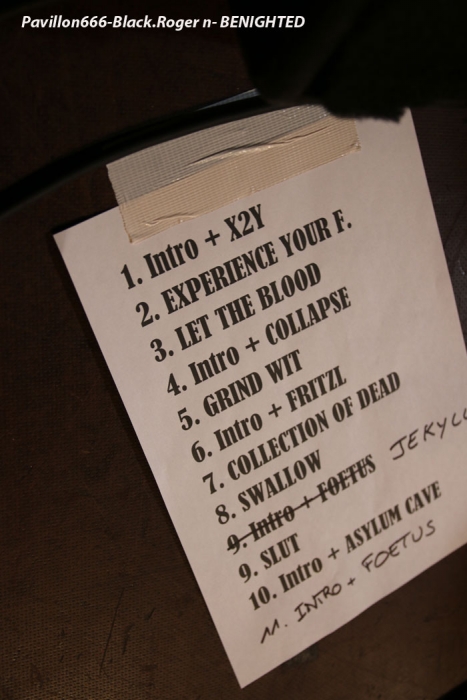 Pavillon666-Black.Roger n- BENIGHTED
1. Intro + X2Y
2. EXPERIENCE YOUR F.
3. LET THE BLOOD
4. Intro + COLLAPSE
5. GRIND WIT
6. Intro + FRITZL
7. COLLECTION OF DEAD
8. SWALLOW
9. Intro + FOETUS JEKYLL
9. SLUT
10. Intro + ASYLUM CAVE
11. INTRO + FOETUS